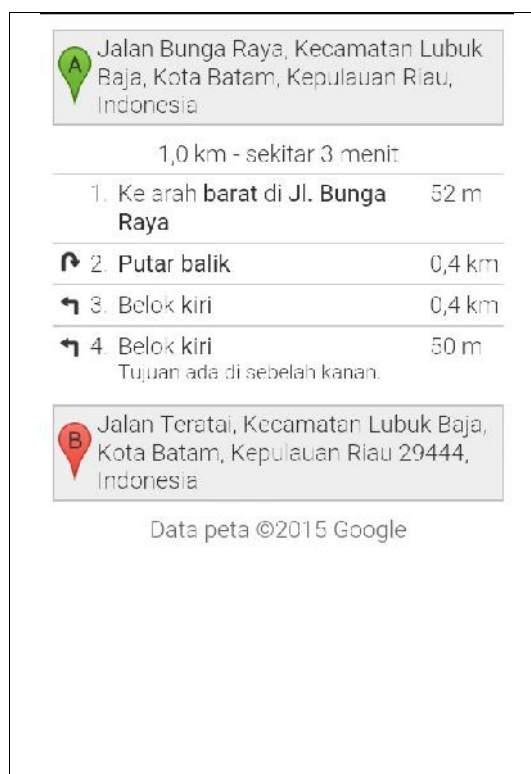 A
Jalan Bunga Raya, Kecamatan Lubuk
Baja, Kota Batam, Kepulauan Riau,
Indonesia
1,0 km - sekitar 3 menit
1. Ke arah barat di Jl. Bunga Raya 52 m
2. Putar balik 0,4 km
3. Belok kiri 0,4 km
4. Belok kiri 50 m
Tujuan ada di sebelah kanan.
B
Jalan Teratai, Kecamatan Lubuk Baja,
Kota Batam, Kepulauan Riau 29444,
Indonesia
Data peta ©2015 Google